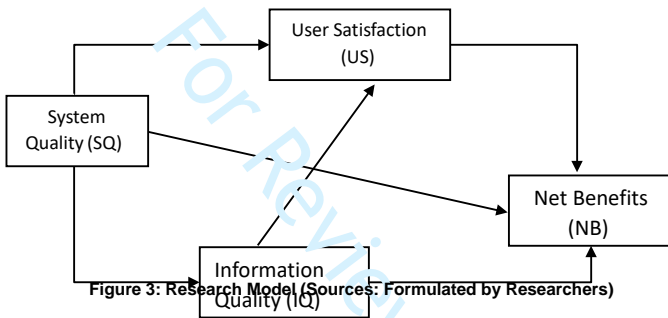 User Satisfaction
(US)
System
Quality (SQ)
For Review
Net Benefits
(NB)
Information
Quality (IQ)
Figure 3: Research Model (Sources: Formulated by Researchers)